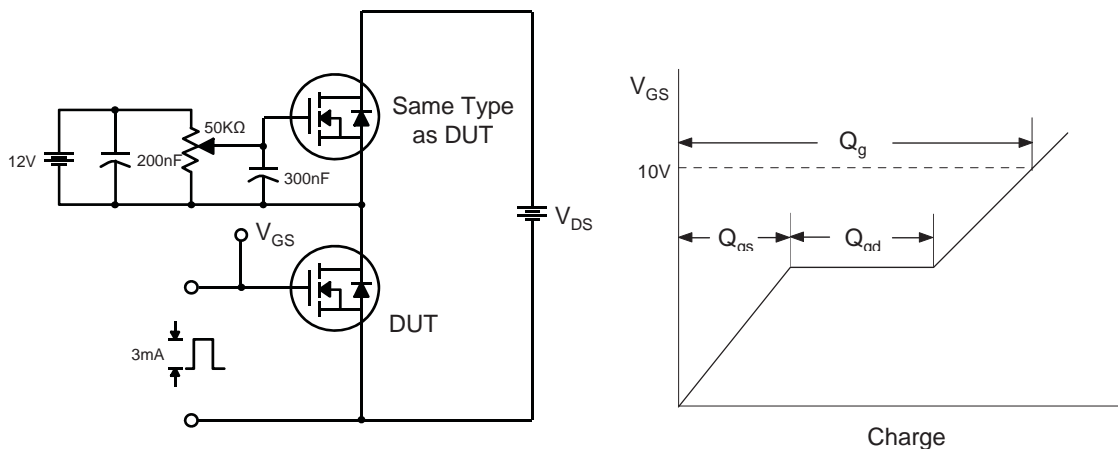 Same Type
as DUT
50KΩ
12V
200nF
300nF
V_GS
V_DS
DUT
3mA
V_GS
Q_g
10V
Q_gs
Q_gd
Charge